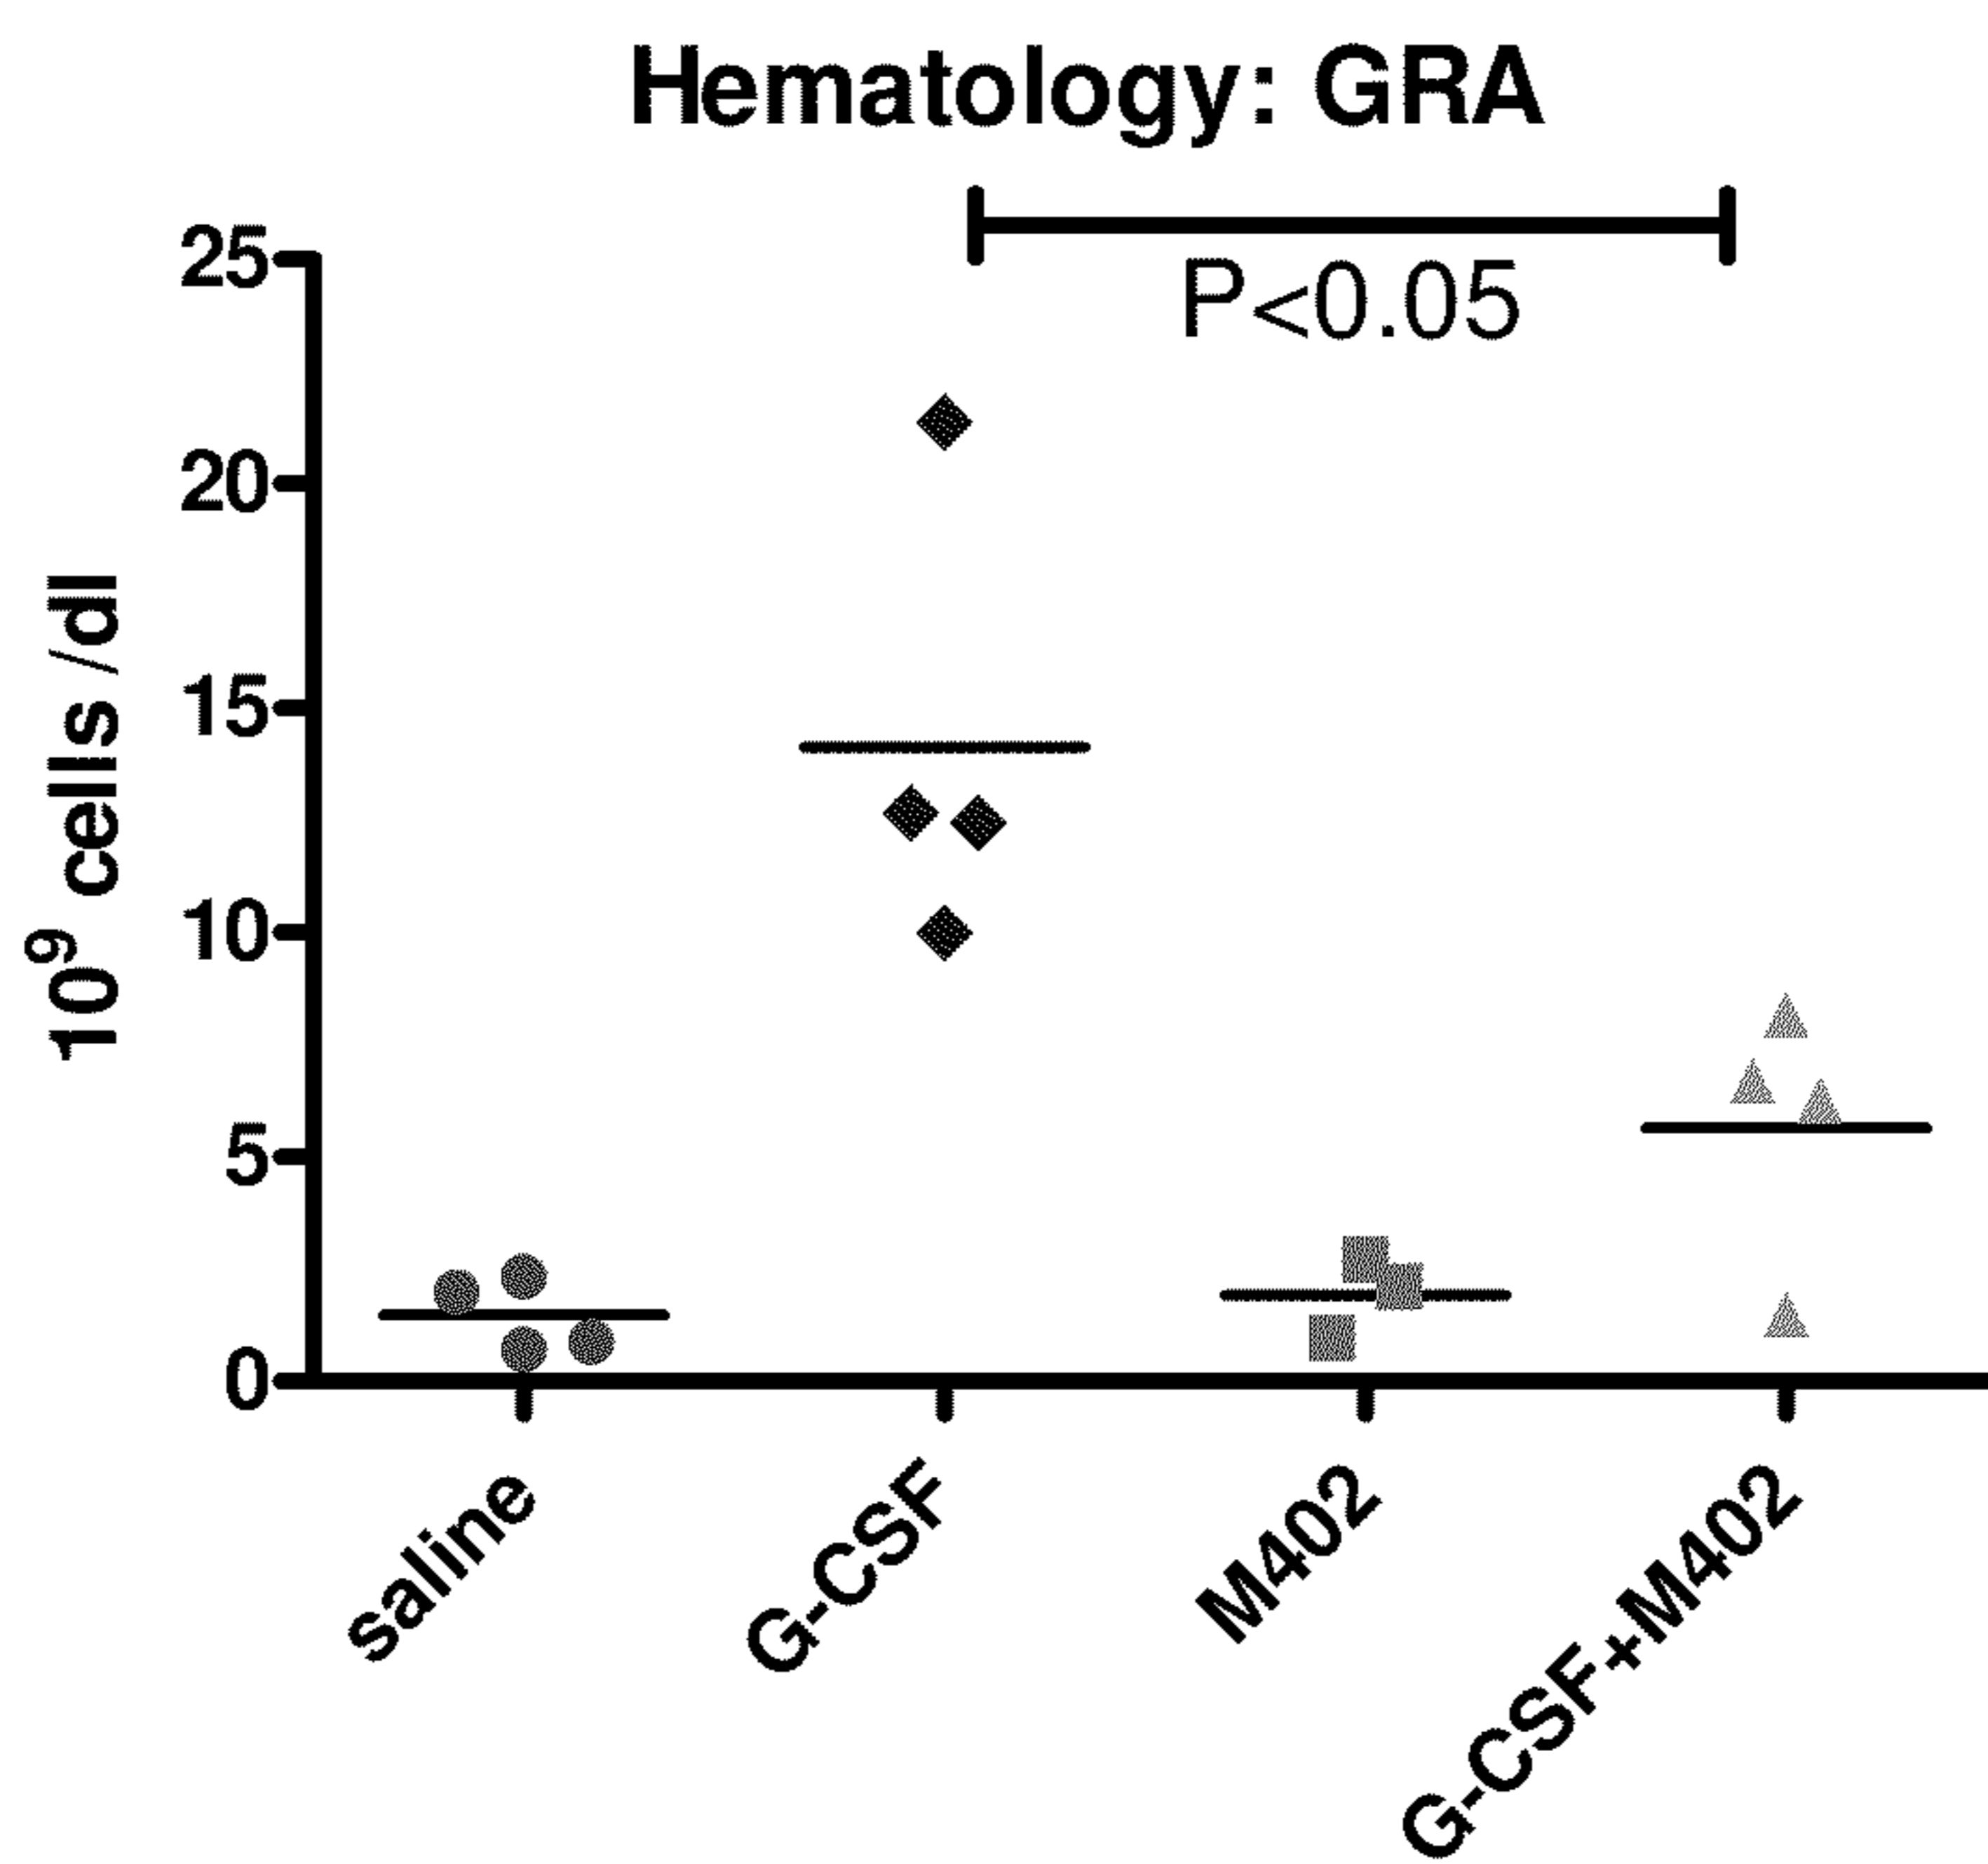 Hematology: GRA
P<0.05
25
20
15
10
5
0
10⁹ cells /dl
saline
G-CSF
M402
G-CSF+M402